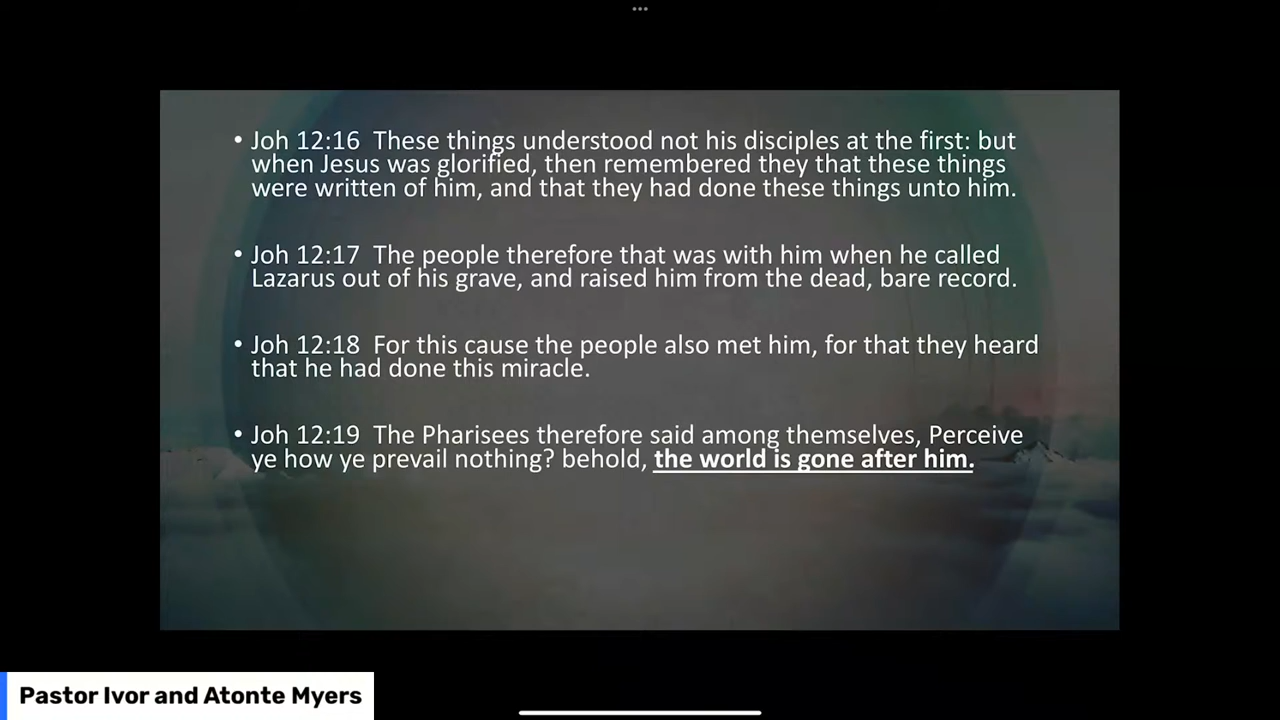 • Joh 12:16  These things understood not his disciples at the first: but
when Jesus was glorified, then remembered they that these things
were written of him, and that they had done these things unto him.
• Joh 12:17  The people therefore that was with him when he called
Lazarus out of his grave, and raised him from the dead, bare record.
• Joh 12:18  For this cause the people also met him, for that they heard
that he had done this miracle.
• Joh 12:19  The Pharisees therefore said among themselves, Perceive
ye how ye prevail nothing? behold, the world is gone after him.
Pastor Ivor and Atonte Myers